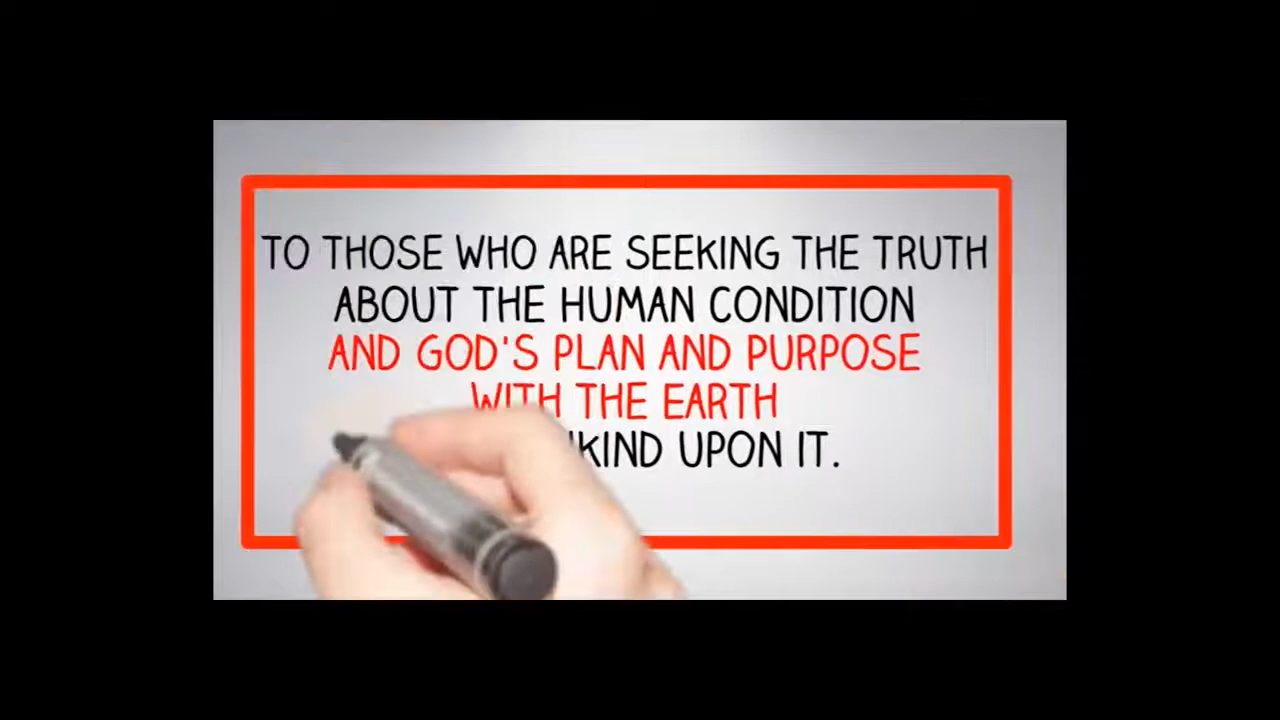 TO THOSE WHO ARE SEEKING THE TRUTH
ABOUT THE HUMAN CONDITION
AND GOD'S PLAN AND PURPOSE
WITH THE EARTH
KIND UPON IT.